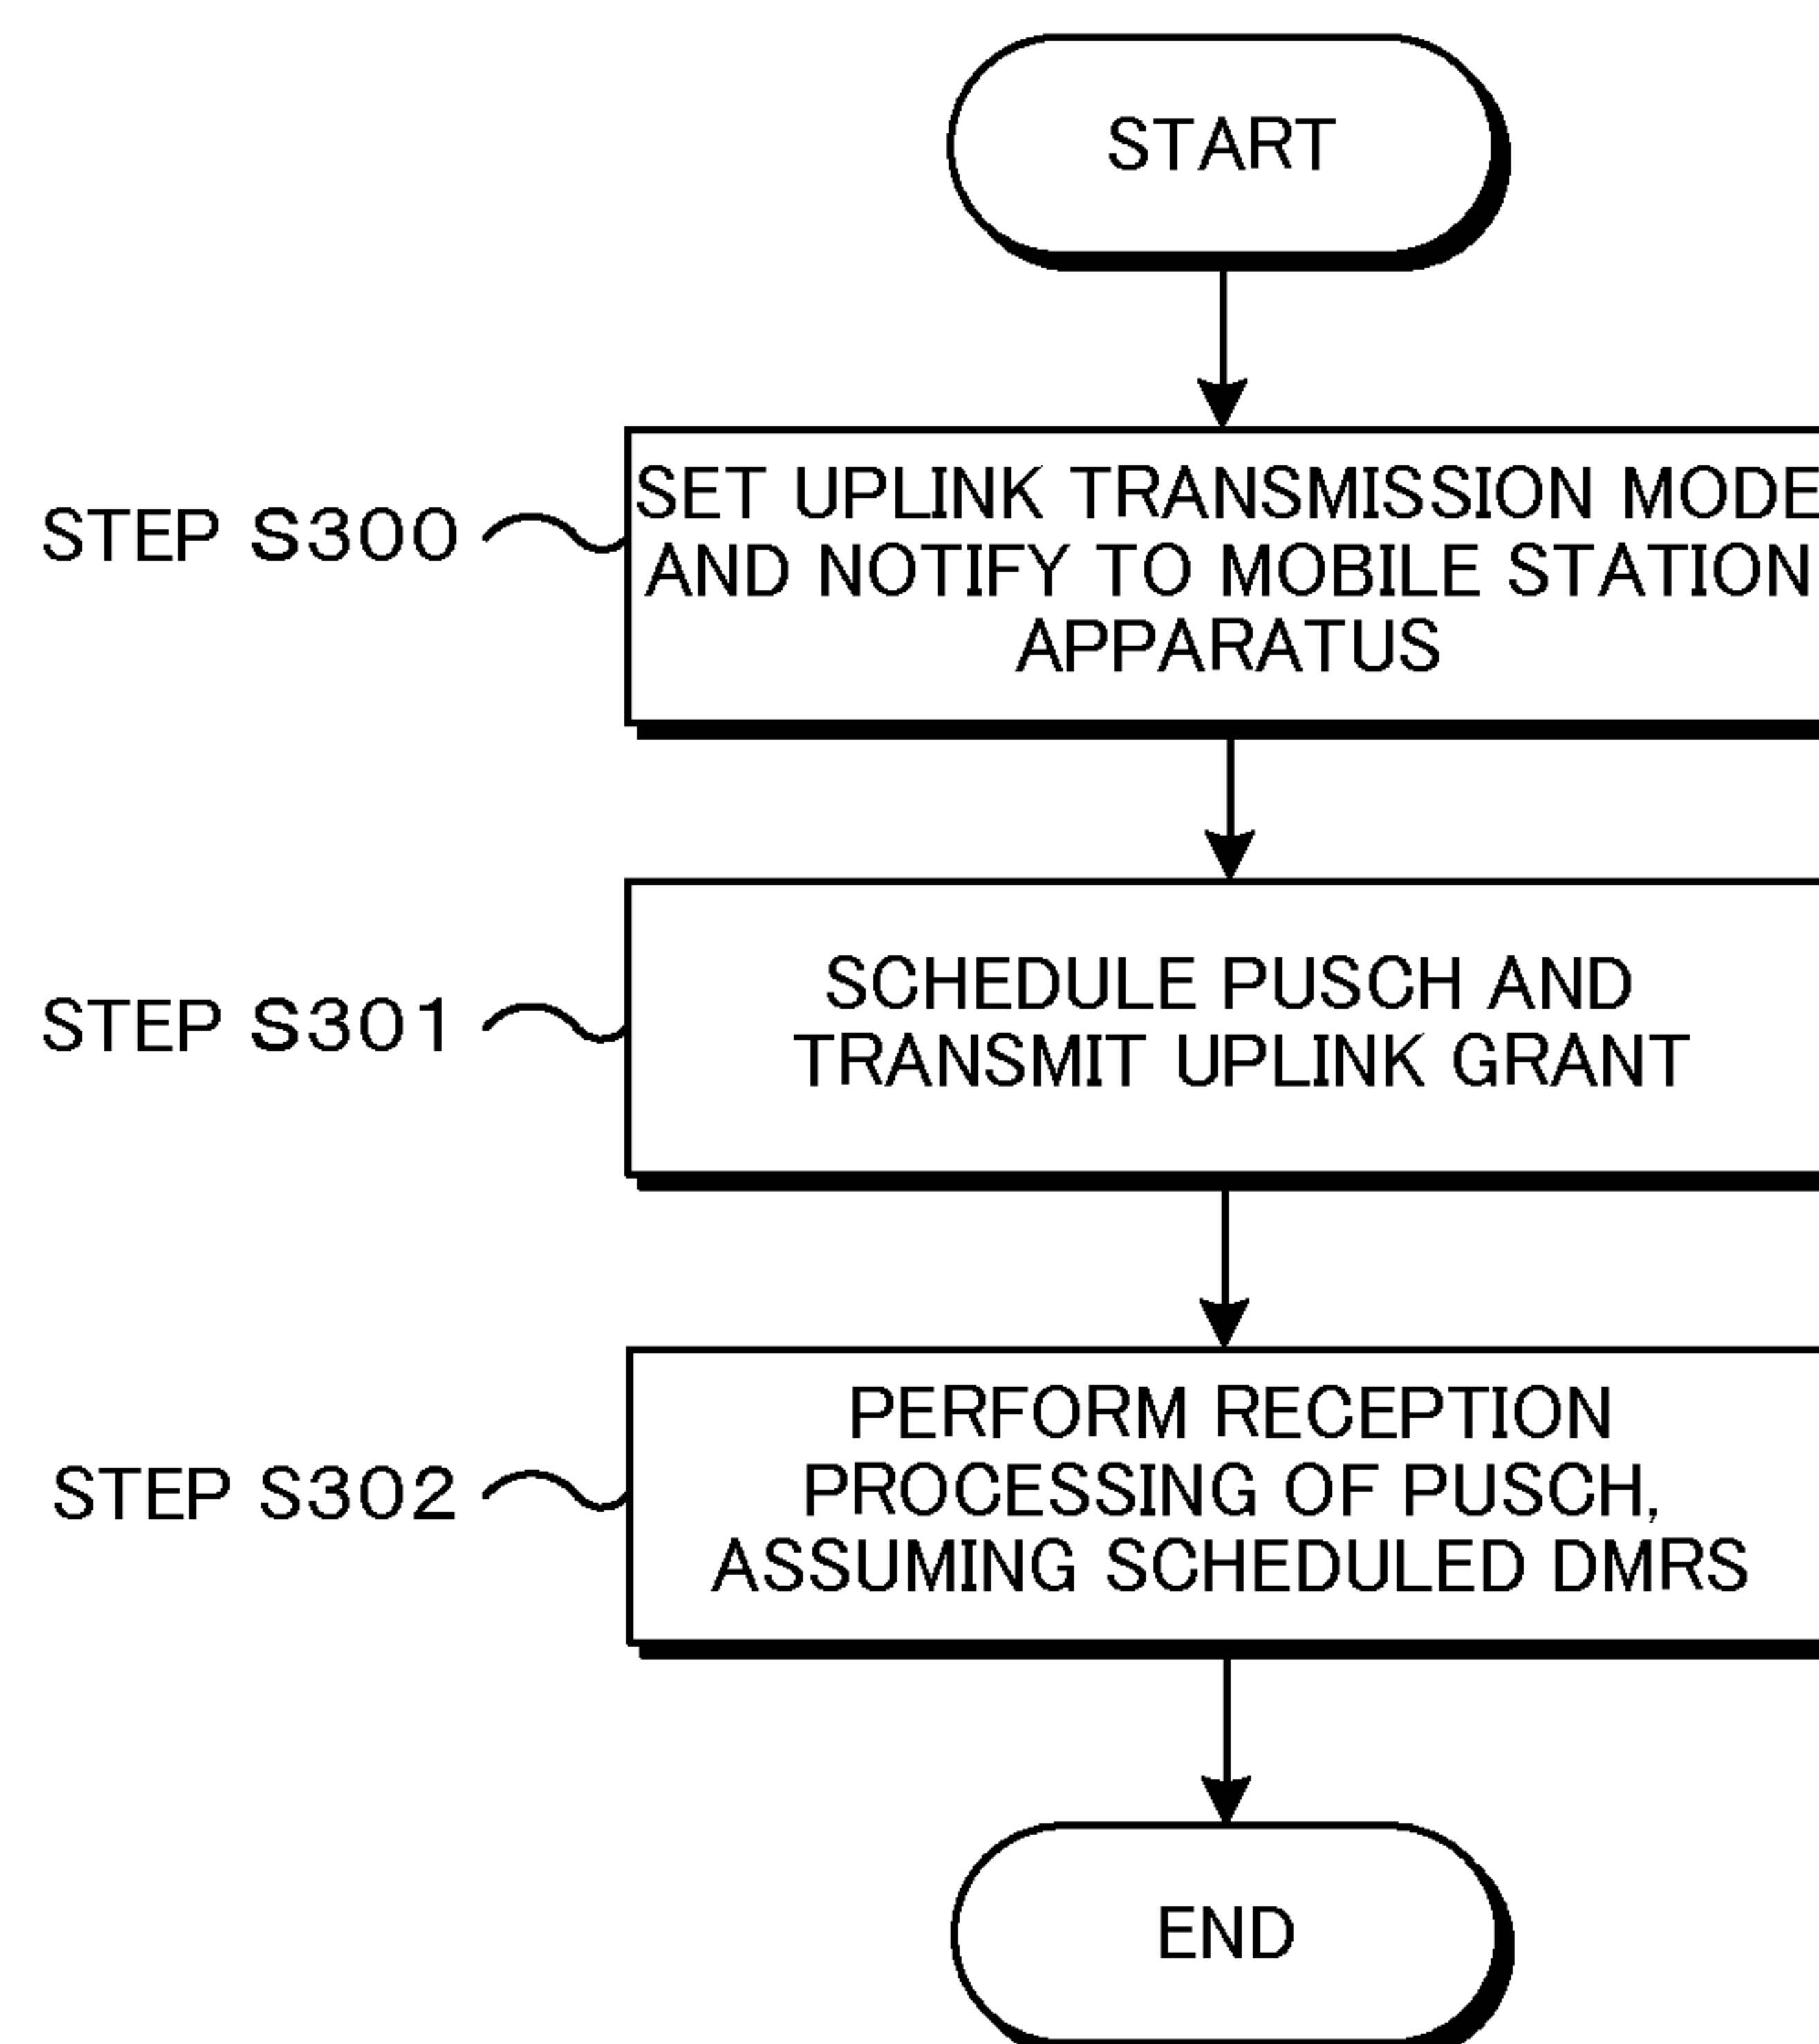 START
STEP S300
SET UPLINK TRANSMISSION MODE
AND NOTIFY TO MOBILE STATION
APPARATUS
STEP S301
SCHEDULE PUSCH AND
TRANSMIT UPLINK GRANT
STEP S302
PERFORM RECEPTION
PROCESSING OF PUSCH,
ASSUMING SCHEDULED DMRS
END